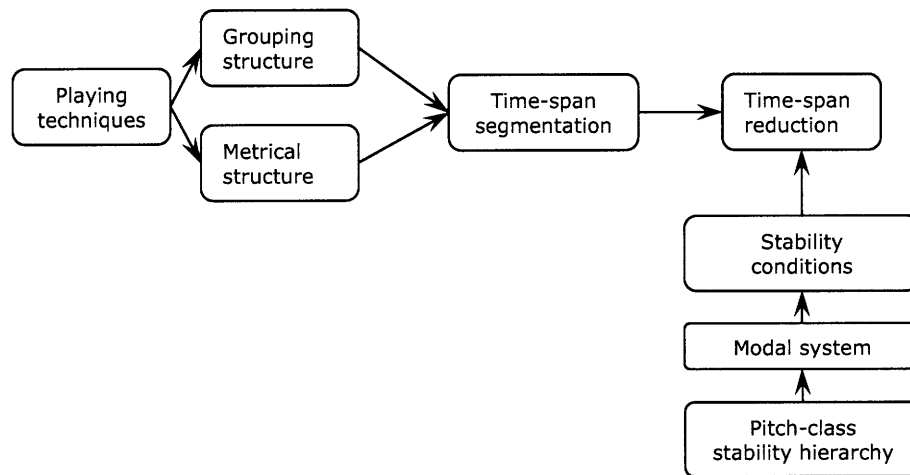 Playing
techniques
Grouping
structure
Metrical
structure
Time-span
segmentation
Time-span
reduction
Stability
conditions
Modal system
Pitch-class
stability hierarchy